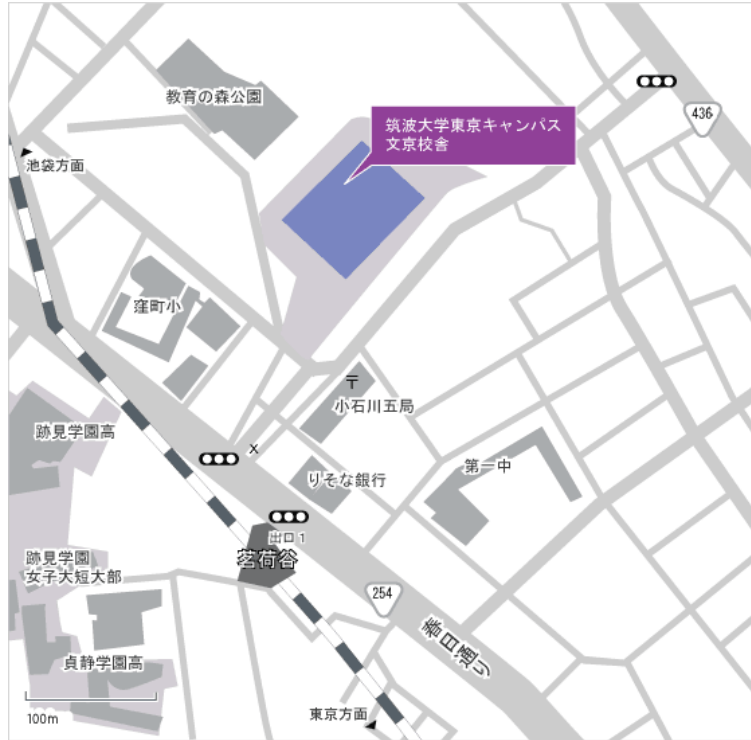 教育の森公園
筑波大学東京キャンパス
文京校舎
436
池袋方面
窪町小
〒
小石川五局
跡見学園高
X
りそな銀行
第一中
出口1
茗荷谷
跡見学園
女子大短大部
254
春日通り
貞静学園高
100m
東京方面